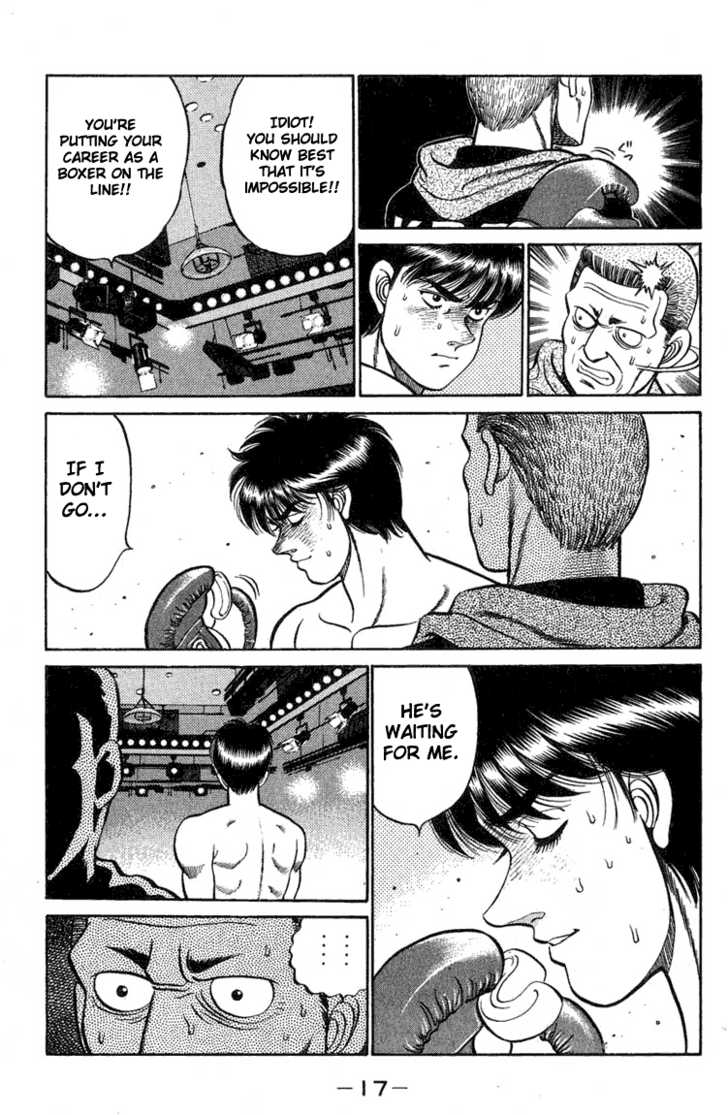 IDIOT!
YOU SHOULD
KNOW BEST
THAT IT'S
IMPOSSIBLE!!
YOU'RE
PUTTING YOUR
CAREER AS A
BOXER ON THE
LINE!!
IF I
DON'T
GO...
HE'S
WAITING
FOR ME.
......
-17-